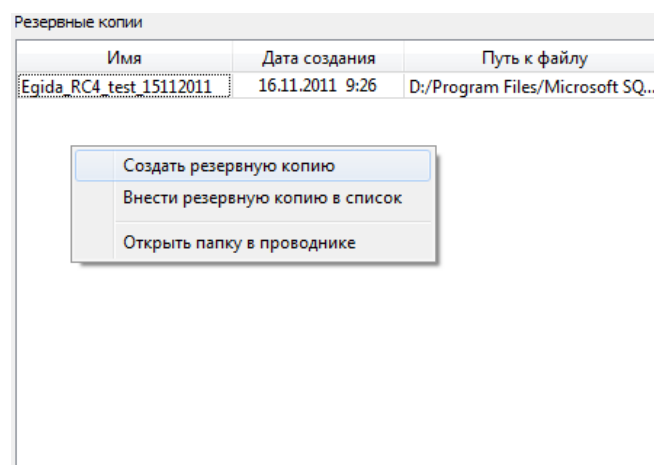 Резервные копии
Имя Дата создания Путь к файлу
Egida_RC4_test_15112011 16.11.2011 9:26 D:/Program Files/Microsoft SQ...
Создать резервную копию
Внести резервную копию в список
Открыть папку в проводнике